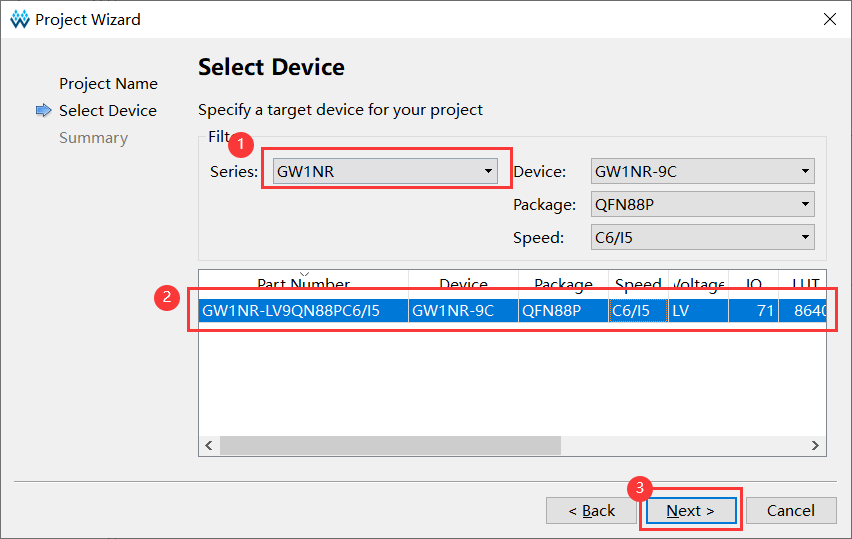 Project Wizard
Select Device
Project Name
Select Device
Specify a target device for your project
Summary
1
Series: GW1NR Device: GW1NR-9C
Package: QFN88P
Speed: C6/I5
Part Number Device Package Speed IO LUT
2
GW1NR-LV9QN88PC6/I5 GW1NR-9C QFN88P C6/I5 LV 71 8640
3
< Back Next > Cancel